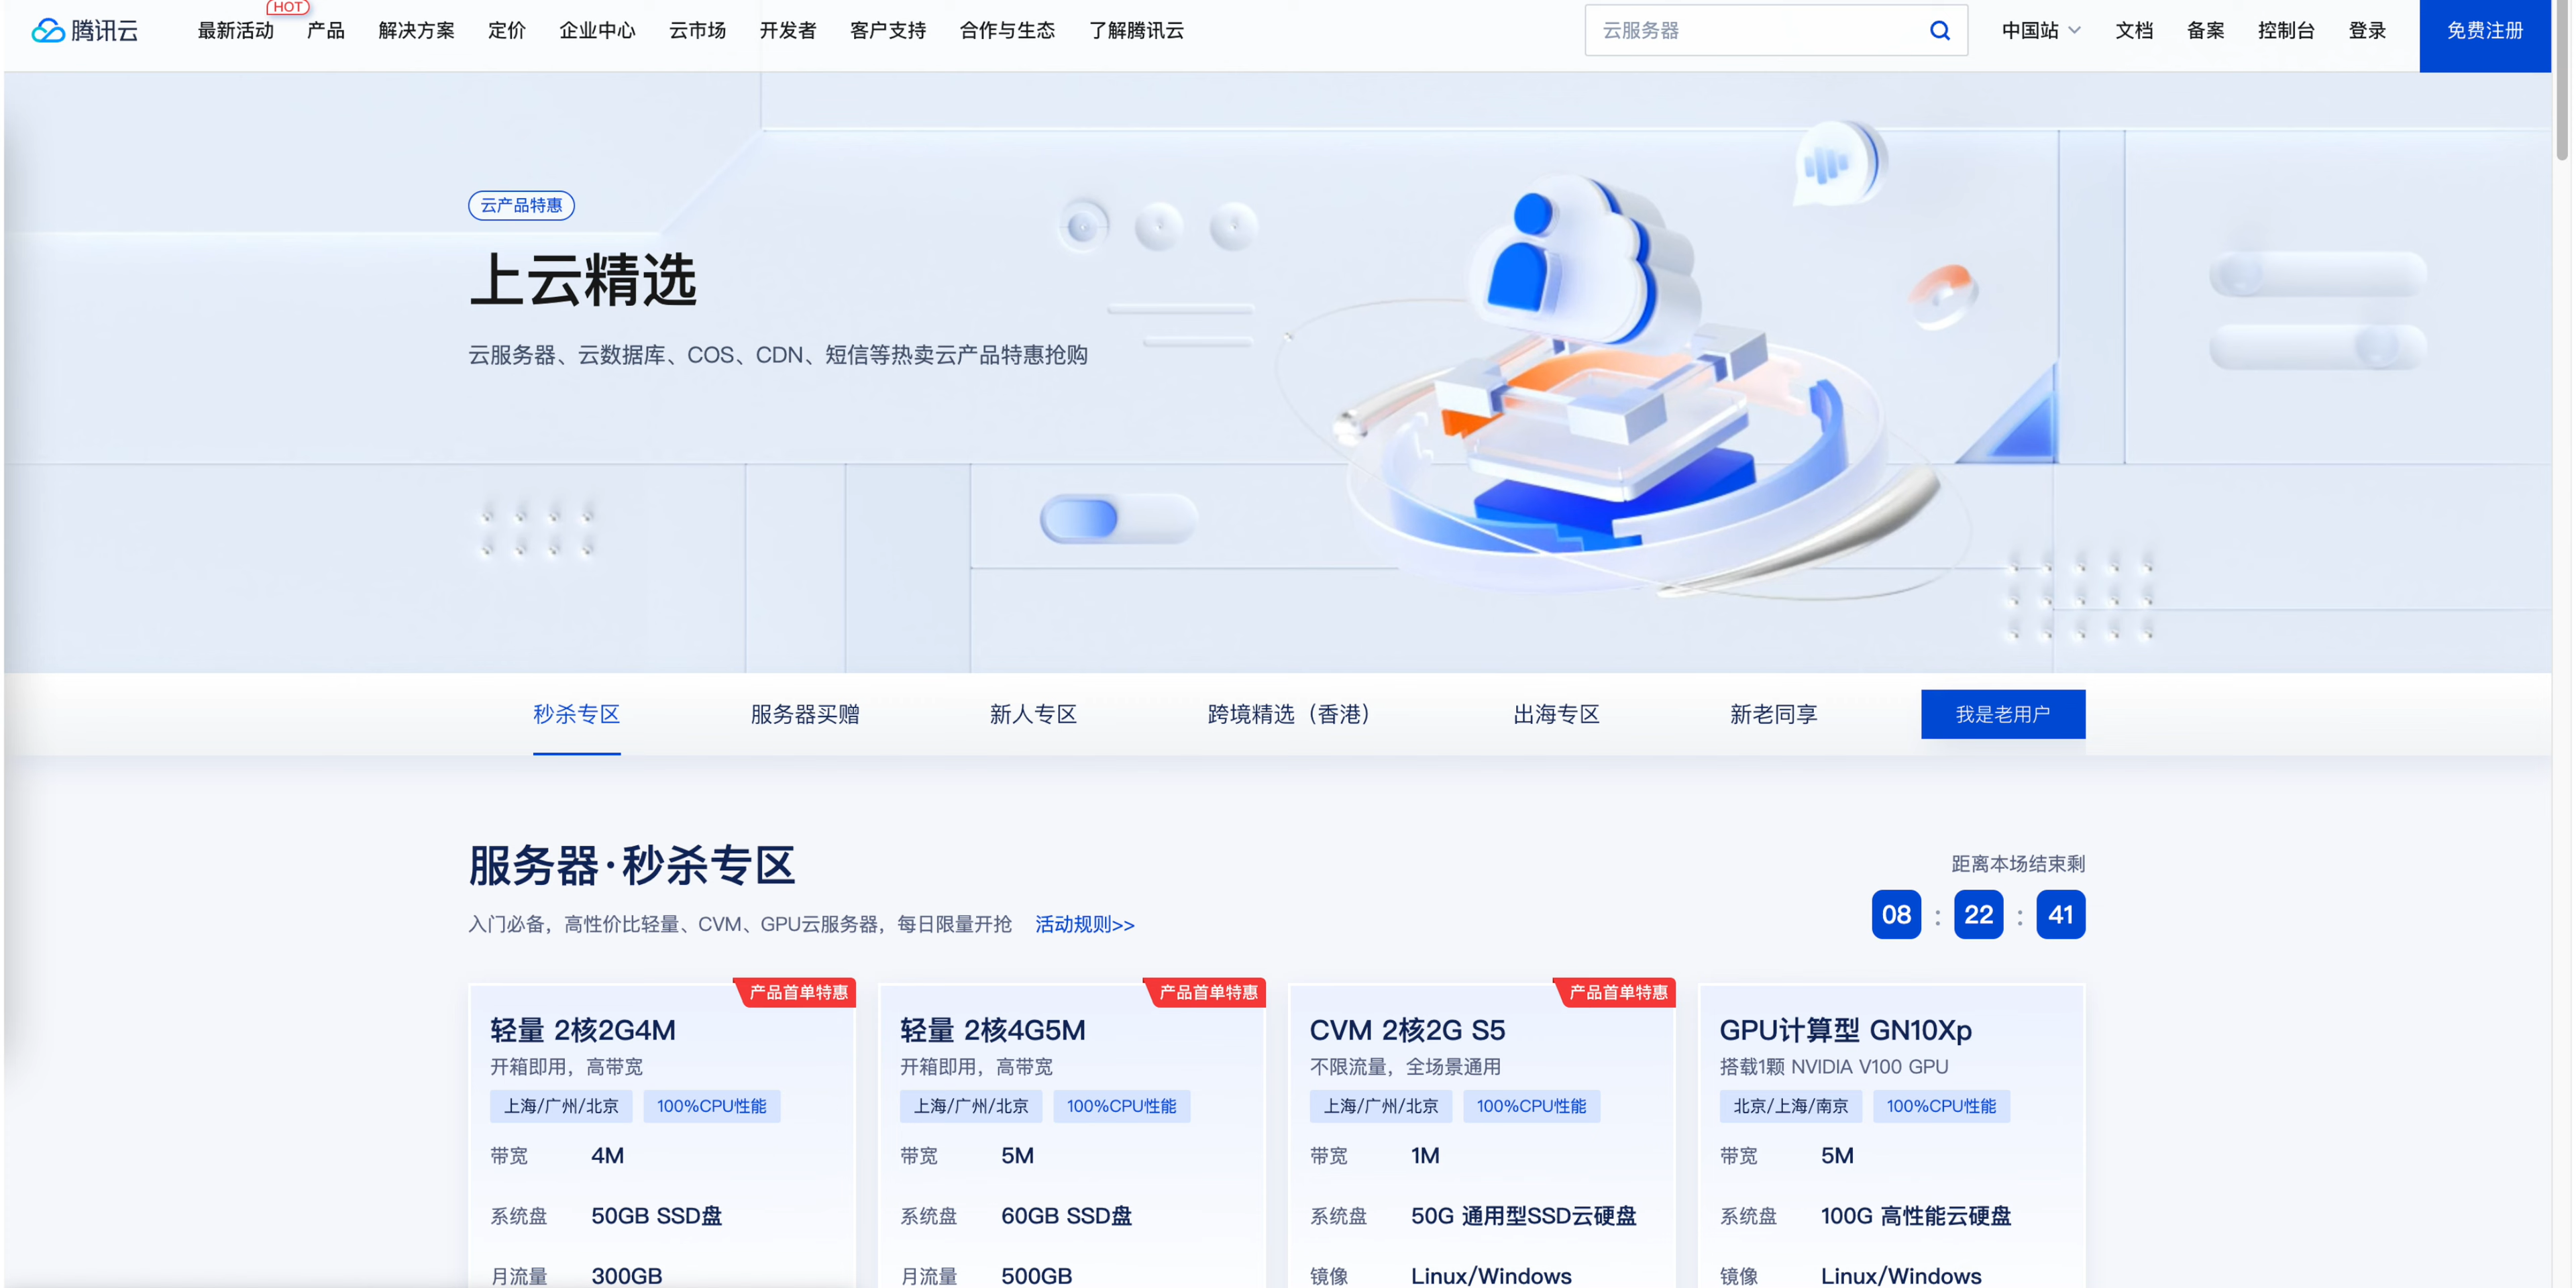 腾讯云
最新活动 HOT 产品 解决方案 定价 企业中心 云市场 开发者 客户支持 合作与生态 了解腾讯云 云服务器 中国站 文档 备案 控制台 登录 免费注册
云产品特惠
上云精选
云服务器、云数据库、COS、CDN、短信等热卖云产品特惠抢购
秒杀专区 服务器买赠 新人专区 跨境精选（香港） 出海专区 新老同享 我是老用户
服务器·秒杀专区
入门必备，高性价比轻量、CVM、GPU云服务器，每日限量开抢 活动规则>>
距离本场结束剩
08 : 22 : 41
产品首单特惠
轻量 2核2G4M
开箱即用，高带宽
上海/广州/北京 100%CPU性能
带宽 4M
系统盘 50GB SSD盘
月流量 300GB
产品首单特惠
轻量 2核4G5M
开箱即用，高带宽
上海/广州/北京 100%CPU性能
带宽 5M
系统盘 60GB SSD盘
月流量 500GB
产品首单特惠
CVM 2核2G S5
不限流量，全场景通用
上海/广州/北京 100%CPU性能
带宽 1M
系统盘 50G 通用型SSD云硬盘
镜像 Linux/Windows
GPU计算型 GN10Xp
搭载1颗 NVIDIA V100 GPU
北京/上海/南京 100%CPU性能
带宽 5M
系统盘 100G 高性能云硬盘
镜像 Linux/Windows